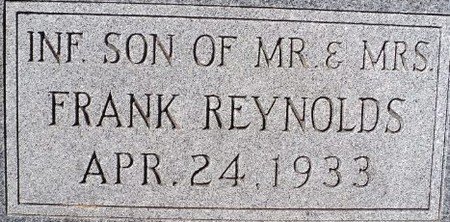 INF. SON OF MR. & MRS.
FRANK REYNOLDS
APR. 24, 1933